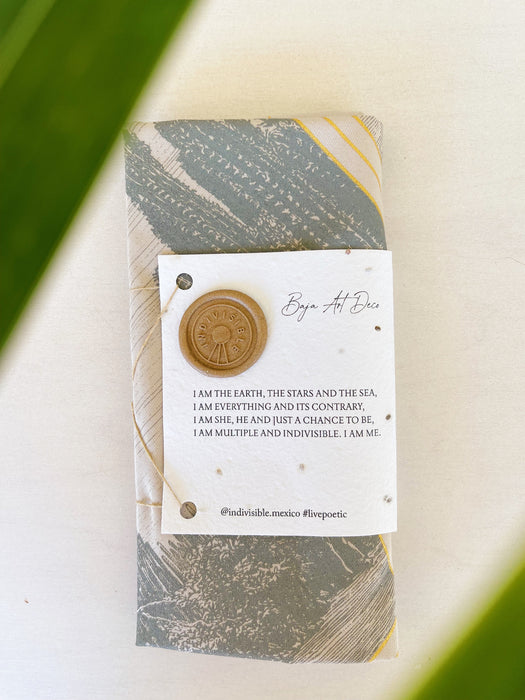 Baja Art Deco
INDIVISIBLE
I AM THE EARTH, THE STARS AND THE SEA,
I AM EVERYTHING AND ITS CONTRARY,
I AM SHE, HE AND JUST A CHANCE TO BE,
I AM MULTIPLE AND INDIVISIBLE. I AM ME.
@indivisible.mexico #livepoetic